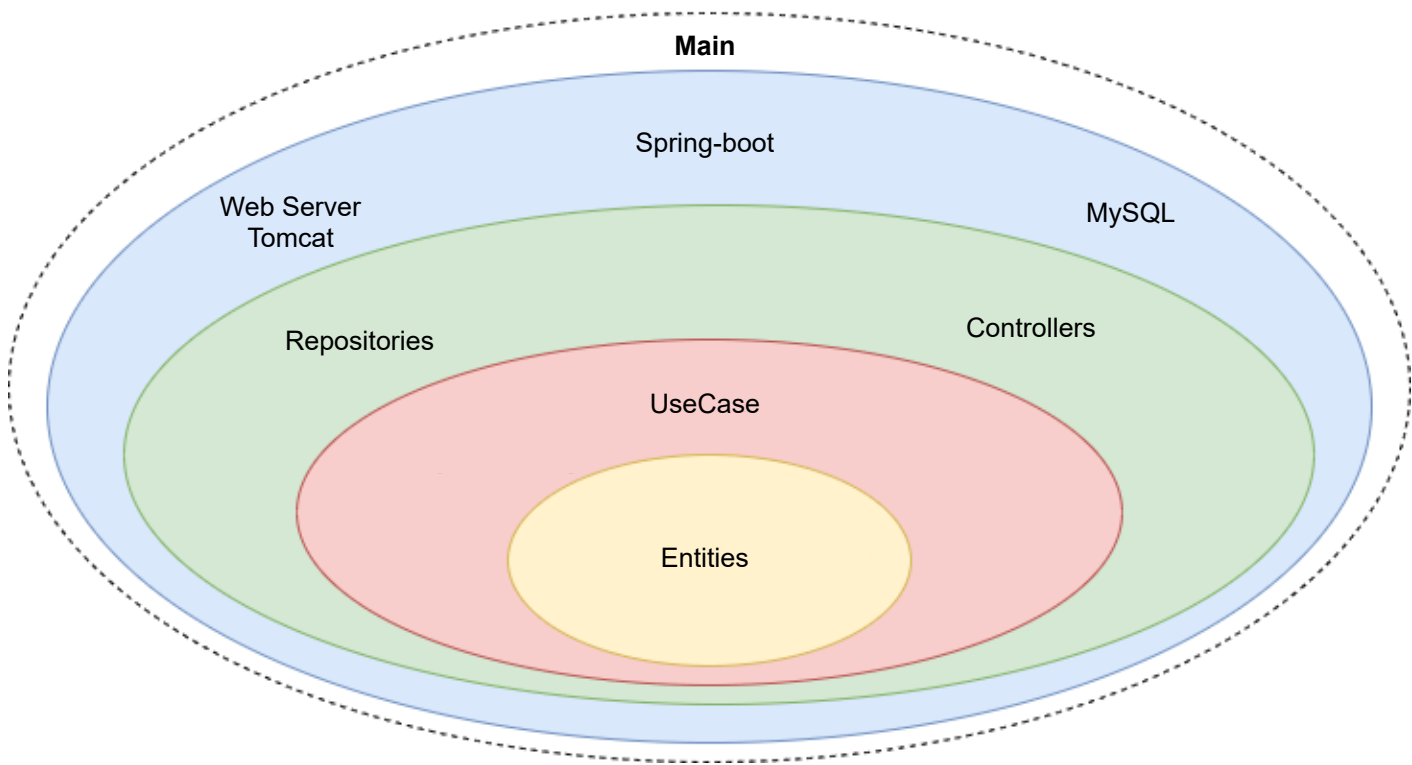 Main
Spring-boot
Web Server
Tomcat
MySQL
Repositories
Controllers
UseCase
Entities